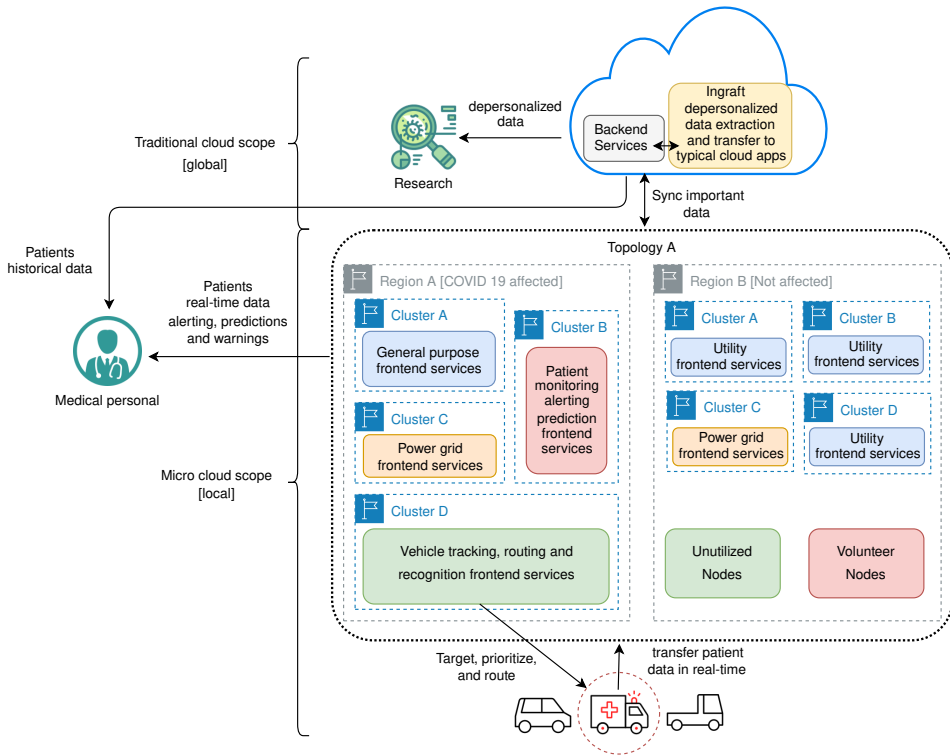 Traditional cloud scope
[global]
depersonalized
data
Research
Backend
Services
Ingraft
depersonalized
data extraction
and transfer to
typical cloud apps
Sync important
data
Patients
historical data
Patients
real-time data
alerting, predictions
and warnings
Medical personal
Micro cloud scope
[local]
Topology A
Region A [COVID 19 affected]
Cluster A
General purpose
frontend services
Cluster B
Patient
monitoring
alerting
prediction
frontend
services
Cluster C
Power grid
frontend services
Cluster D
Vehicle tracking, routing and
recognition frontend services
Region B [Not affected]
Cluster A
Utility
frontend services
Cluster B
Utility
frontend services
Cluster C
Power grid
frontend services
Cluster D
Utility
frontend services
Unutilized
Nodes
Volunteer
Nodes
Target, prioritize,
and route
transfer patient
data in real-time